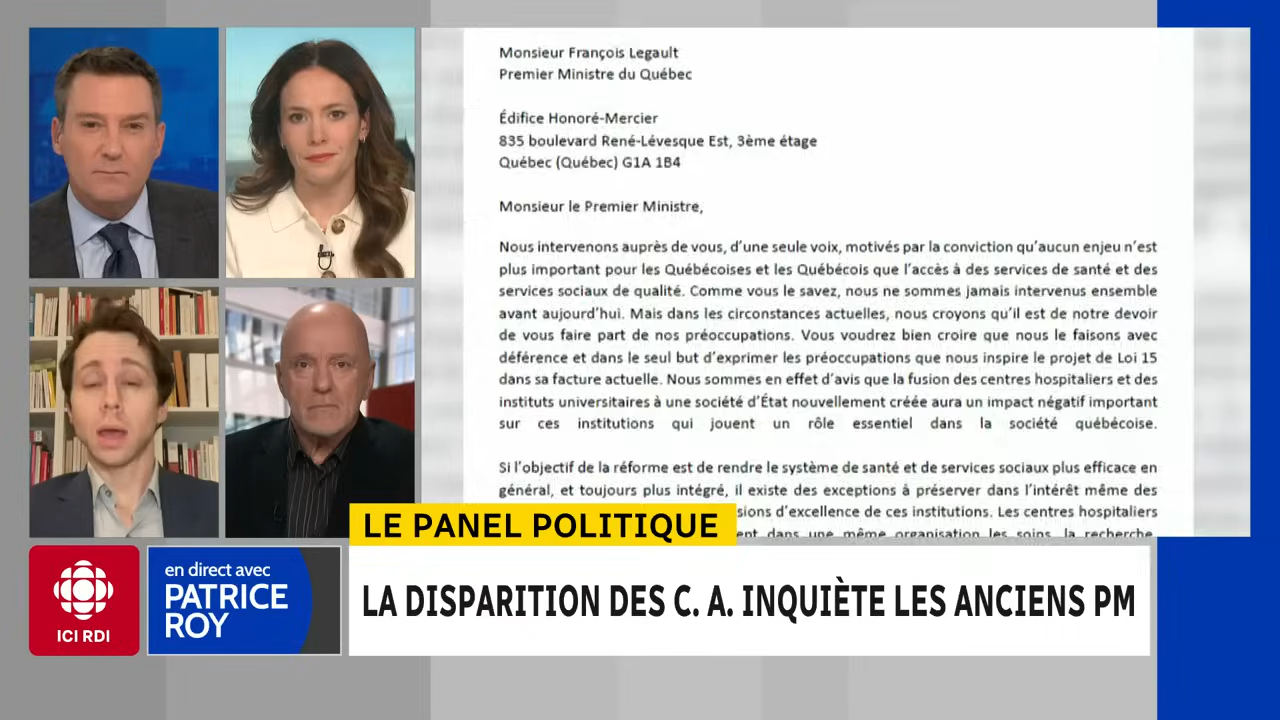 Monsieur François Legault
Premier Ministre du Québec
Édifice Honoré-Mercier
835 boulevard René-Lévesque Est, 3ème étage
Québec (Québec) G1A 1B4
Monsieur le Premier Ministre,
Nous intervenons auprès de vous, d'une seule voix, motivés par la conviction qu'aucun enjeu n'est
plus important pour les Québécoises et les Québécois que l'accès à des services de santé et des
services sociaux de qualité. Comme vous le savez, nous ne sommes jamais intervenus ensemble
avant aujourd'hui. Mais dans les circonstances actuelles, nous croyons qu'il est de notre devoir
de vous faire part de nos préoccupations. Vous voudrez bien croire que nous le faisons avec
déférence et dans le seul but d'exprimer les préoccupations que nous inspire le projet de Loi 15
dans sa facture actuelle. Nous sommes en effet d'avis que la fusion des centres hospitaliers et des
instituts universitaires à une société d'État nouvellement créée aura un impact négatif important
sur ces institutions qui jouent un rôle essentiel dans la société québécoise.
Si l'objectif de la réforme est de rendre le système de santé et de services sociaux plus efficace en
général, et toujours plus intégré, il existe des exceptions à préserver dans l'intérêt même des
d'excellence de ces institutions. Les centres hospitaliers
dans une même organisation les soins, la recherche,
LE PANEL POLITIQUE
LA DISPARITION DES C. A. INQUIÈTE LES ANCIENS PM
en direct avec
PATRICE
ROY
ICI RDI